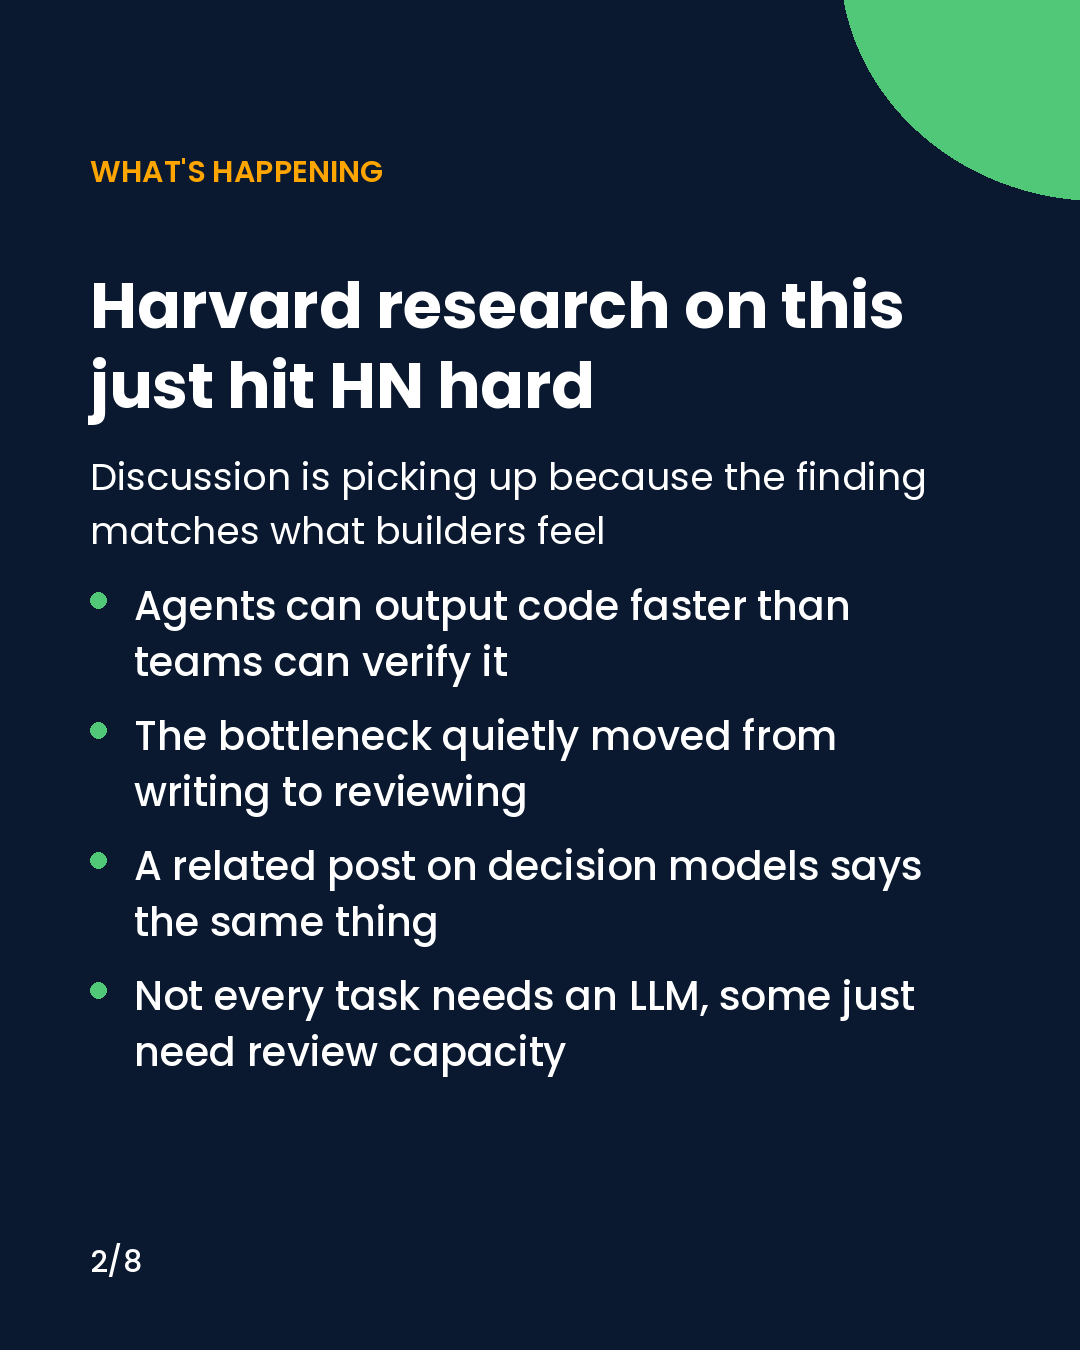 WHAT'S HAPPENING
Harvard research on this
just hit HN hard
Discussion is picking up because the finding
matches what builders feel
Agents can output code faster than
teams can verify it
The bottleneck quietly moved from
writing to reviewing
A related post on decision models says
the same thing
Not every task needs an LLM, some just
need review capacity
2/8